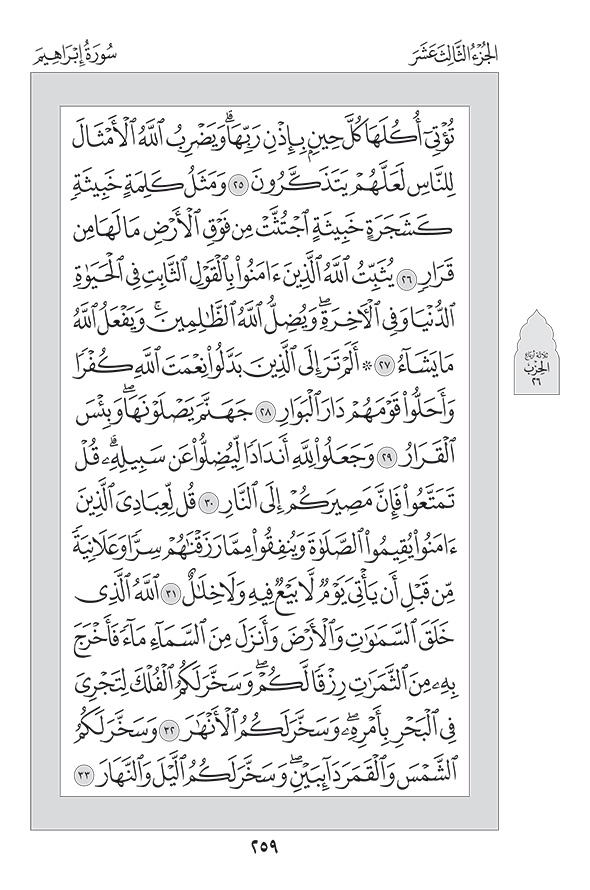 الجُزْءُ الثَّالِثَ عَشَرَ
سُورَةُ إِبْرَاهِيمَ
تُؤْتِيٓ أُكُلَهَا كُلَّ حِينِۭ بِإِذْنِ رَبِّهَاۗ وَيَضْرِبُ ٱللَّهُ ٱلْأَمْثَالَ
لِلنَّاسِ لَعَلَّهُمْ يَتَذَكَّرُونَ ٢٥ وَمَثَلُ كَلِمَةٍ خَبِيثَةٖ
كَشَجَرَةٍ خَبِيثَةٍ ٱجْتُثَّتْ مِن فَوْقِ ٱلْأَرْضِ مَا لَهَا مِن
قَرَارٖ ٢٦ يُثَبِّتُ ٱللَّهُ ٱلَّذِينَ ءَامَنُواْ بِٱلْقَوْلِ ٱلثَّابِتِ فِي ٱلْحَيَوٰةِ
ٱلدُّنْيَا وَفِي ٱلْأٓخِرَةِۖ وَيُضِلُّ ٱللَّهُ ٱلظَّٰلِمِينَۚ وَيَفْعَلُ ٱللَّهُ
مَا يَشَآءُ ٢٧ ۞ أَلَمْ تَرَ إِلَى ٱلَّذِينَ بَدَّلُواْ نِعْمَتَ ٱللَّهِ كُفْرٗا
وَأَحَلُّواْ قَوْمَهُمْ دَارَ ٱلْبَوَارِ ٢٨ جَهَنَّمَ يَصْلَوْنَهَاۖ وَبِئْسَ
ٱلْقَرَارُ ٢٩ وَجَعَلُواْ لِلَّهِ أَندَادٗا لِّيُضِلُّواْ عَن سَبِيلِهِۦۗ قُلْ
تَمَتَّعُواْ فَإِنَّ مَصِيرَكُمْ إِلَى ٱلنَّارِ ٣٠ قُل لِّعِبَادِيَ ٱلَّذِينَ
ءَامَنُواْ يُقِيمُواْ ٱلصَّلَوٰةَ وَيُنفِقُواْ مِمَّا رَزَقْنَٰهُمْ سِرّٗا وَعَلَانِيَةٗ
مِّن قَبْلِ أَن يَأْتِيَ يَوْمٞ لَّا بَيْعٞ فِيهِ وَلَا خِلَٰلٌ ٣١ ٱللَّهُ ٱلَّذِي
خَلَقَ ٱلسَّمَٰوَٰتِ وَٱلْأَرْضَ وَأَنزَلَ مِنَ ٱلسَّمَآءِ مَآءٗ فَأَخْرَجَ
بِهِۦ مِنَ ٱلثَّمَرَٰتِ رِزْقٗا لَّكُمْۖ وَسَخَّرَ لَكُمُ ٱلْفُلْكَ لِتَجْرِيَ
فِي ٱلْبَحْرِ بِأَمْرِهِۦۖ وَسَخَّرَ لَكُمُ ٱلْأَنْهَٰرَ ٣٢ وَسَخَّرَ لَكُمُ
ٱلشَّمْسَ وَٱلْقَمَرَ دَآئِبَيْنِۖ وَسَخَّرَ لَكُمُ ٱلَّيْلَ وَٱلنَّهَارَ ٣٣
ثلاثة أرباع
الحزب
٢٦
٢٥٩